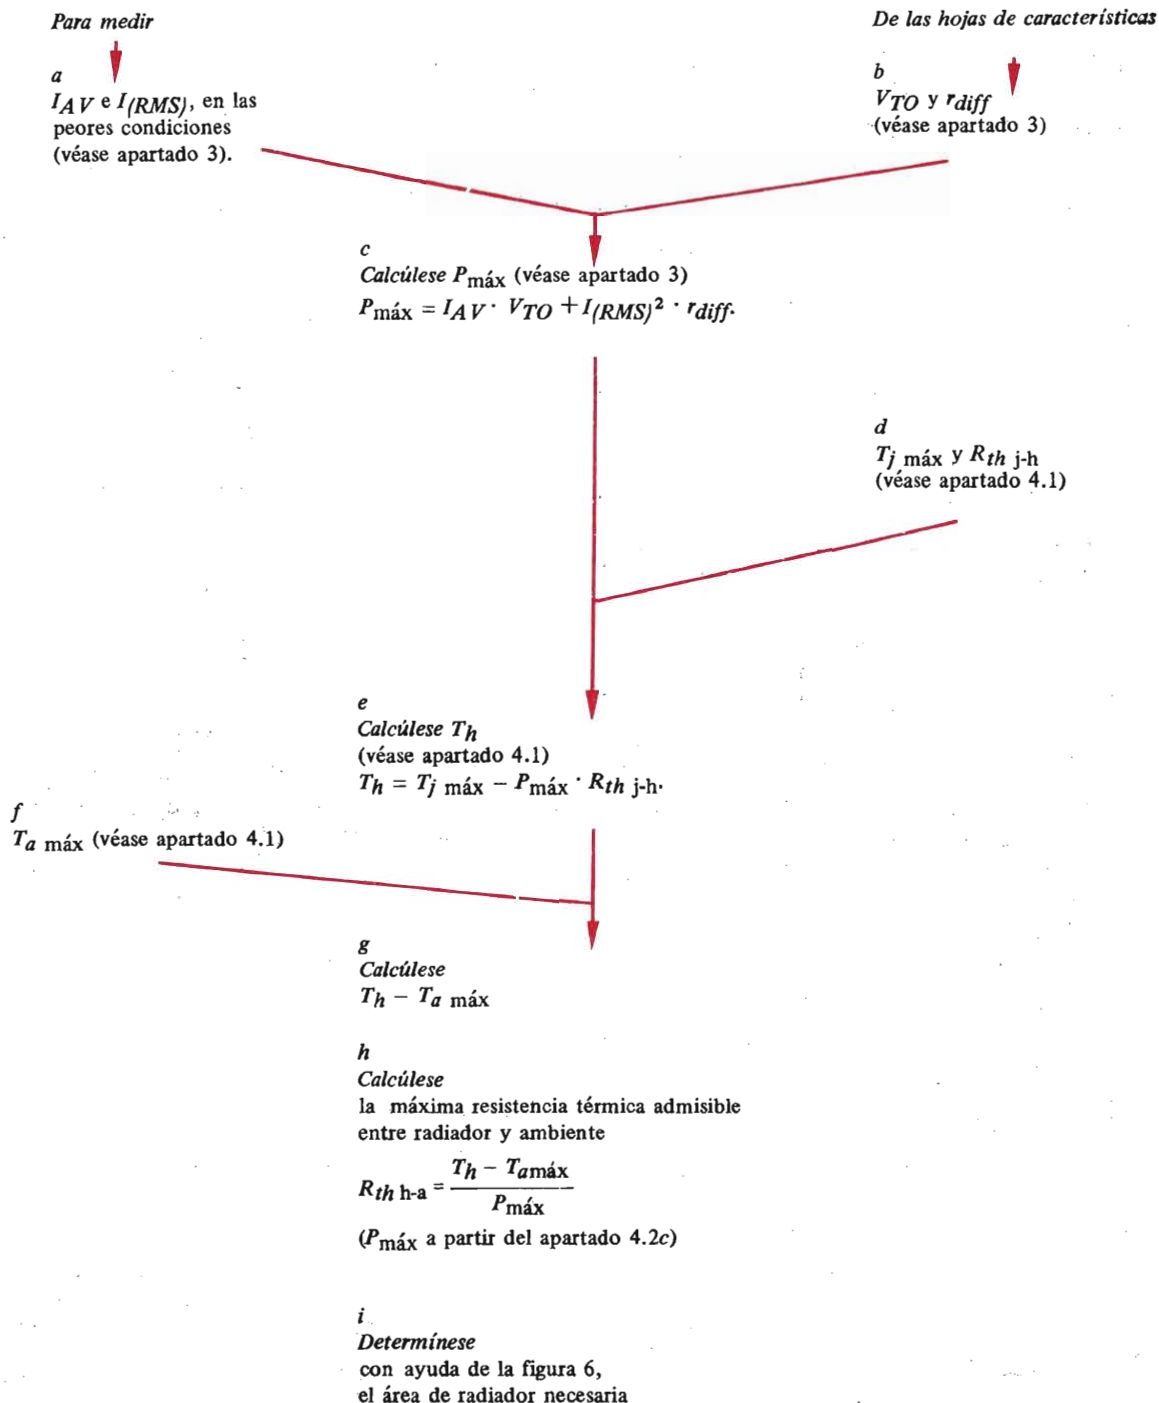 Para medir
De las hojas de características
a
I_AV e I_(RMS), en las
peores condiciones
(véase apartado 3).
b
V_TO y r_diff
(véase apartado 3)
c
Calcúlese P_máx (véase apartado 3)
P_máx = I_AV · V_TO + I_(RMS)² · r_diff.
d
T_j máx y R_th j-h
(véase apartado 4.1)
e
Calcúlese T_h
(véase apartado 4.1)
T_h = T_j máx − P_máx · R_th j-h.
f
T_a máx (véase apartado 4.1)
g
Calcúlese
T_h − T_a máx
h
Calcúlese
la máxima resistencia térmica admisible
entre radiador y ambiente
R_th h-a = (T_h − T_amáx) / P_máx
(P_máx a partir del apartado 4.2c)
i
Determínese
con ayuda de la figura 6,
el área de radiador necesaria